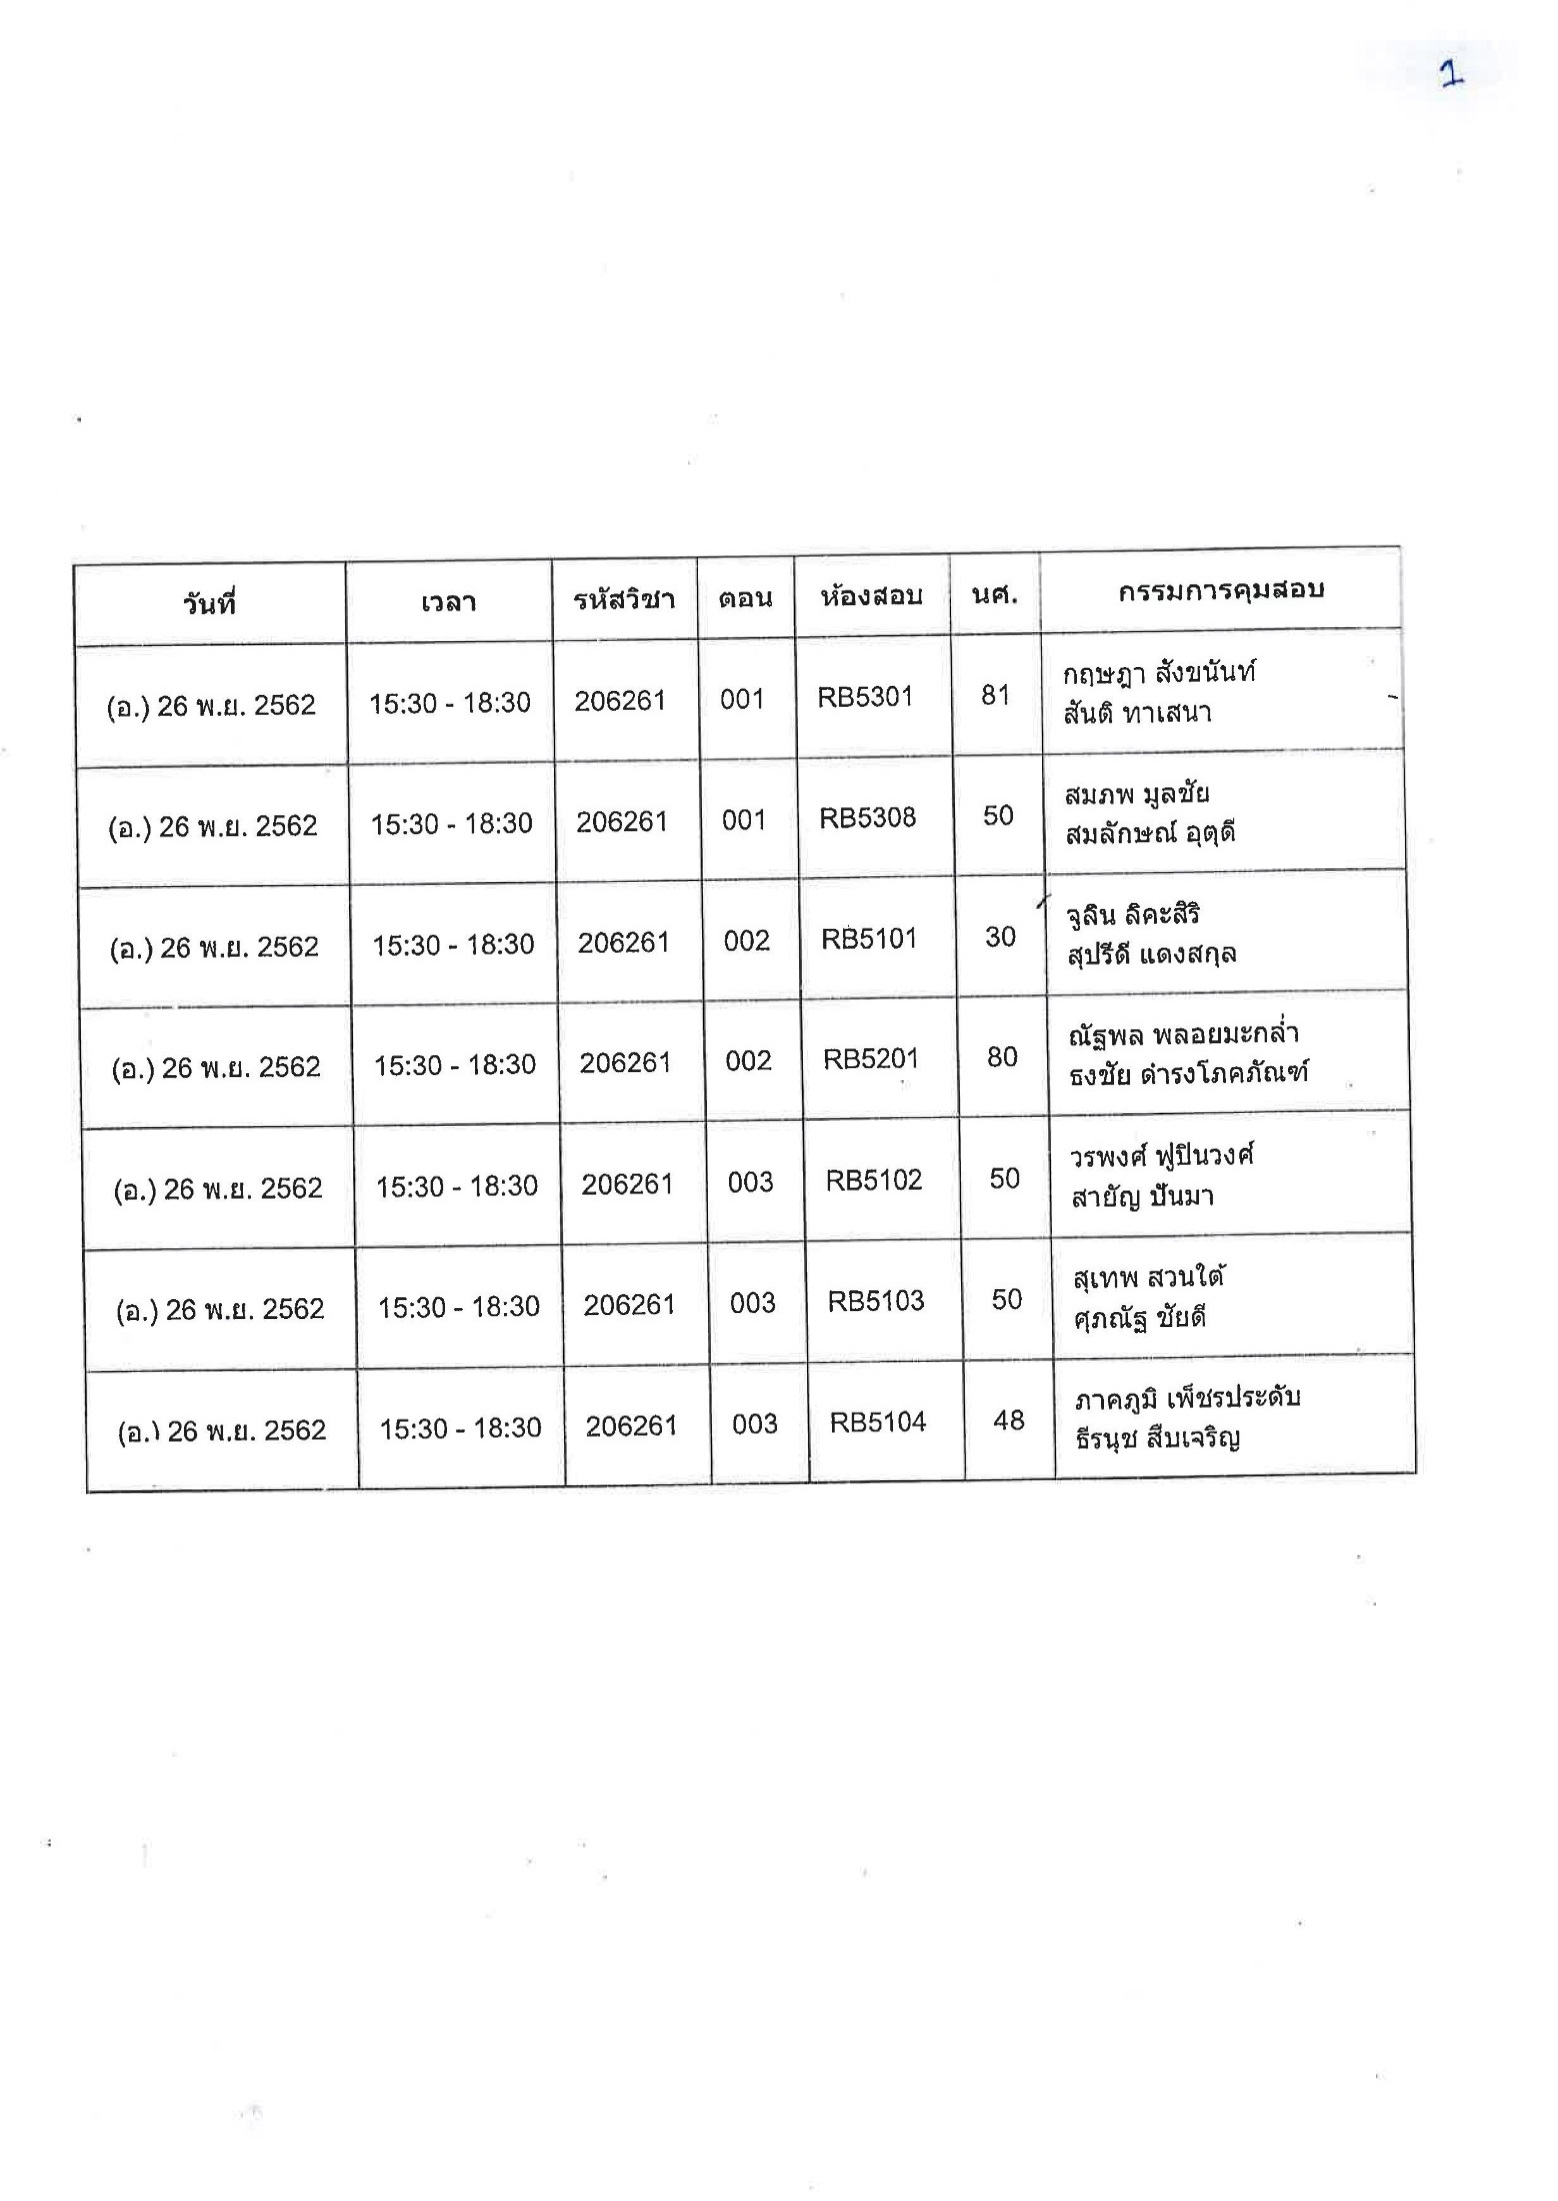 1
วันที่ เวลา รหัสวิชา ตอน ห้องสอบ นศ. กรรมการคุมสอบ
(อ.) 26 พ.ย. 2562 15:30 - 18:30 206261 001 RB5301 81 กฤษฎา สังขนันท์
สันติ ทาเสนา
(อ.) 26 พ.ย. 2562 15:30 - 18:30 206261 001 RB5308 50 สมภพ มูลชัย
สมลักษณ์ อุตุดี
(อ.) 26 พ.ย. 2562 15:30 - 18:30 206261 002 RB5101 30 จูลิน ลิคะสิริ
สุปรีดี แดงสกุล
(อ.) 26 พ.ย. 2562 15:30 - 18:30 206261 002 RB5201 80 ณัฐพล พลอยมะกล่ำ
ธงชัย ดำรงโภคภัณฑ์
(อ.) 26 พ.ย. 2562 15:30 - 18:30 206261 003 RB5102 50 วรพงศ์ ฟูปินวงศ์
สายัญ ปันมา
(อ.) 26 พ.ย. 2562 15:30 - 18:30 206261 003 RB5103 50 สุเทพ สวนใต้
ศุภณัฐ ชัยดี
(อ.) 26 พ.ย. 2562 15:30 - 18:30 206261 003 RB5104 48 ภาคภูมิ เพ็ชรประดับ
ธีรนุช สืบเจริญ